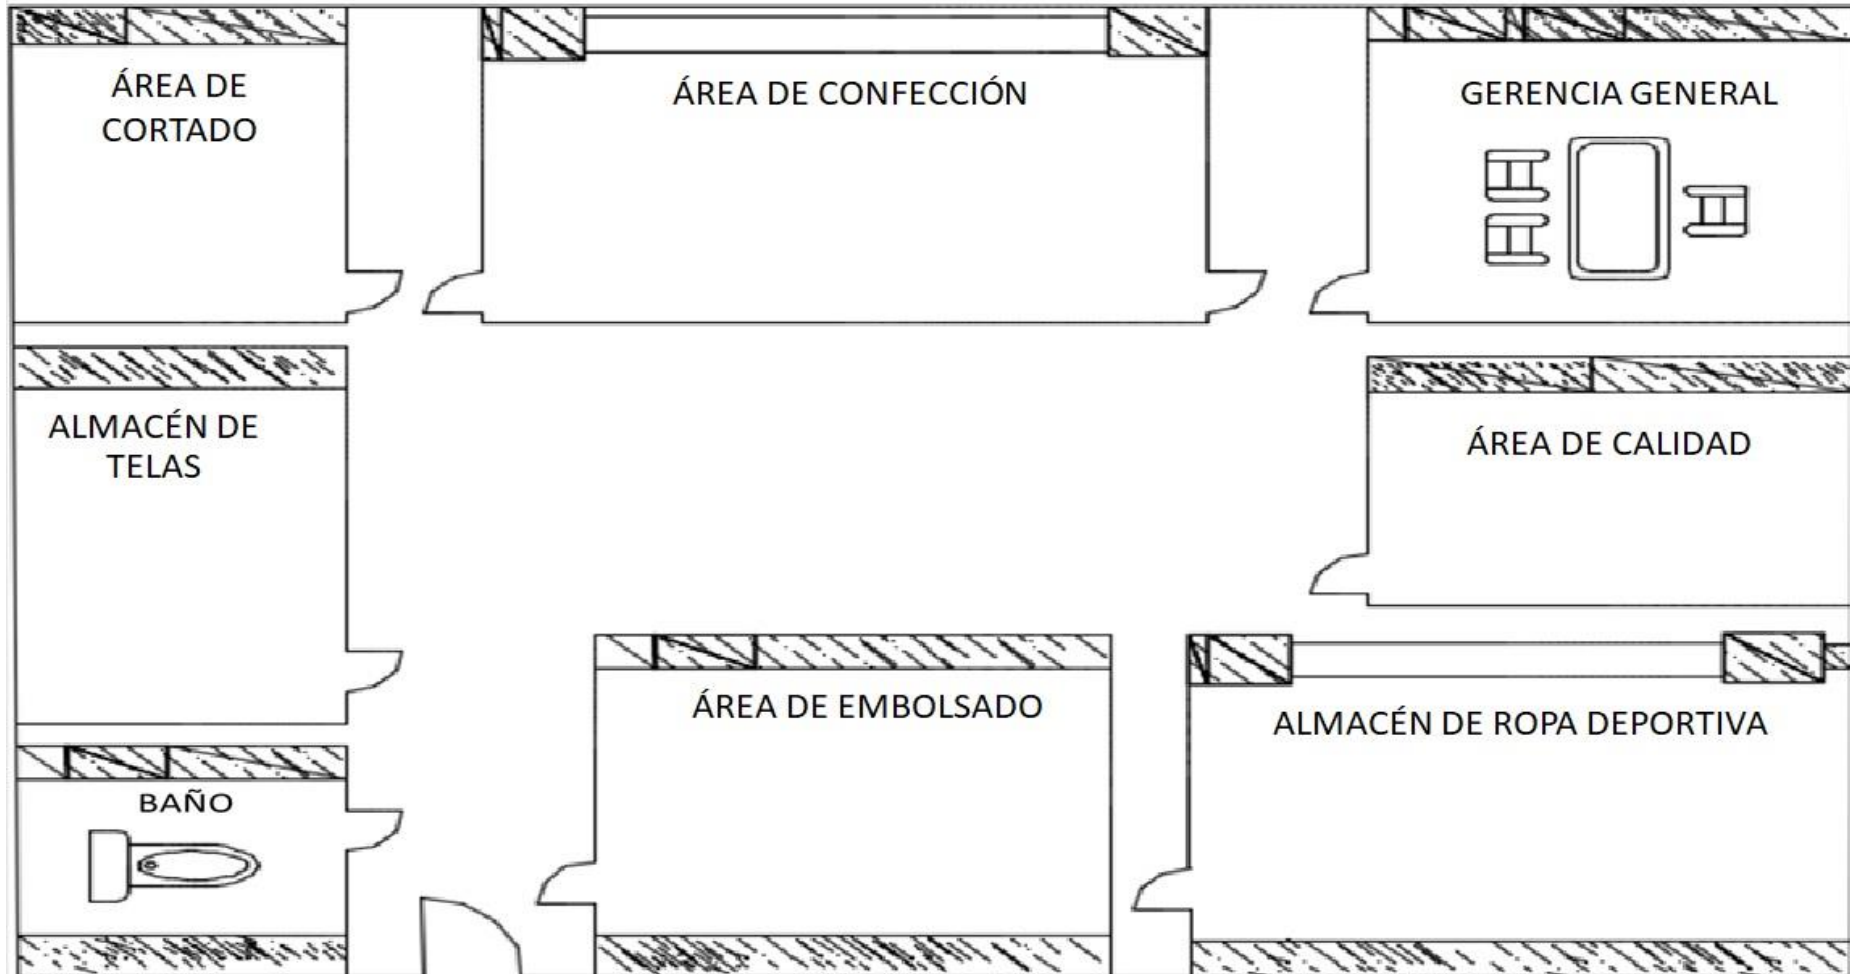 ÁREA DE
CORTADO
ÁREA DE CONFECCIÓN
GERENCIA GENERAL
ALMACÉN DE
TELAS
ÁREA DE CALIDAD
ÁREA DE EMBOLSADO
ALMACÉN DE ROPA DEPORTIVA
BAÑO